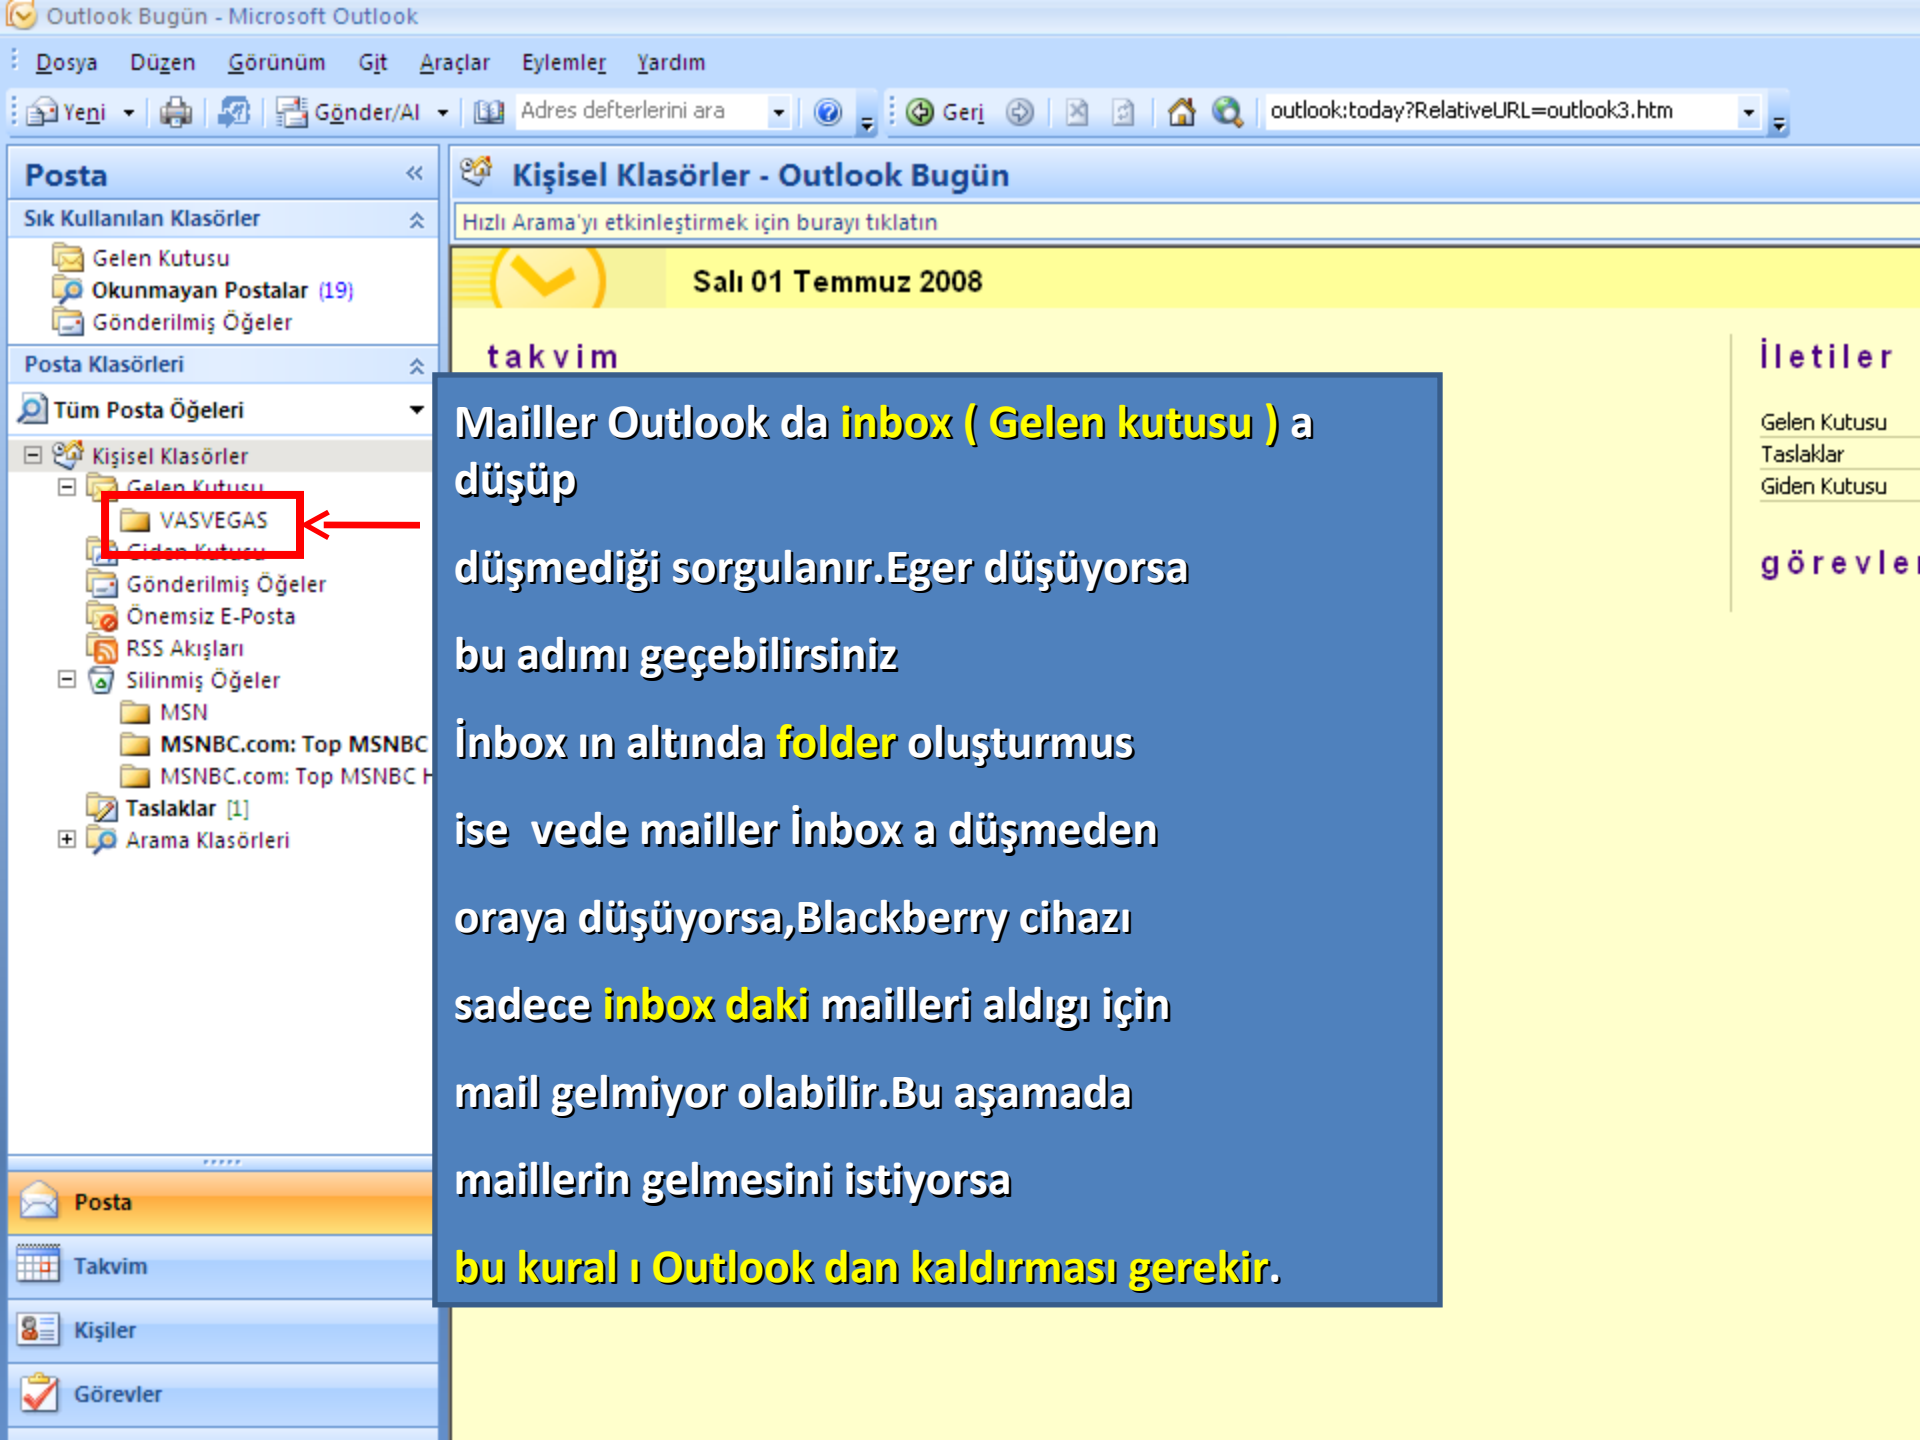 Outlook Bugün - Microsoft Outlook
Dosya Düzen Görünüm Git Araçlar Eylemler Yardım
Yeni Gönder/Al Adres defterlerini ara Geri outlook:today?RelativeURL=outlook3.htm
Posta
Sık Kullanılan Klasörler
Gelen Kutusu
Okunmayan Postalar (19)
Gönderilmiş Öğeler
Posta Klasörleri
Tüm Posta Öğeleri
Kişisel Klasörler
Gelen Kutusu
VASVEGAS
Giden Kutusu
Gönderilmiş Öğeler
Önemsiz E-Posta
RSS Akışları
Silinmiş Öğeler
MSN
MSNBC.com: Top MSNBC
MSNBC.com: Top MSNBC H
Taslaklar [1]
Arama Klasörleri
Posta
Takvim
Kişiler
Görevler
Kişisel Klasörler - Outlook Bugün
Hızlı Arama'yı etkinleştirmek için burayı tıklatın
Salı 01 Temmuz 2008
takvim
Mailler Outlook da inbox ( Gelen kutusu ) a
düşüp
düşmediği sorgulanır.Eger düşüyorsa
bu adımı geçebilirsiniz
İnbox ın altında folder oluşturmus
ise vede mailler İnbox a düşmeden
oraya düşüyorsa,Blackberry cihazı
sadece inbox daki mailleri aldıgı için
mail gelmiyor olabilir.Bu aşamada
maillerin gelmesini istiyorsa
bu kural ı Outlook dan kaldırması gerekir.
İletiler
Gelen Kutusu
Taslaklar
Giden Kutusu
görevler